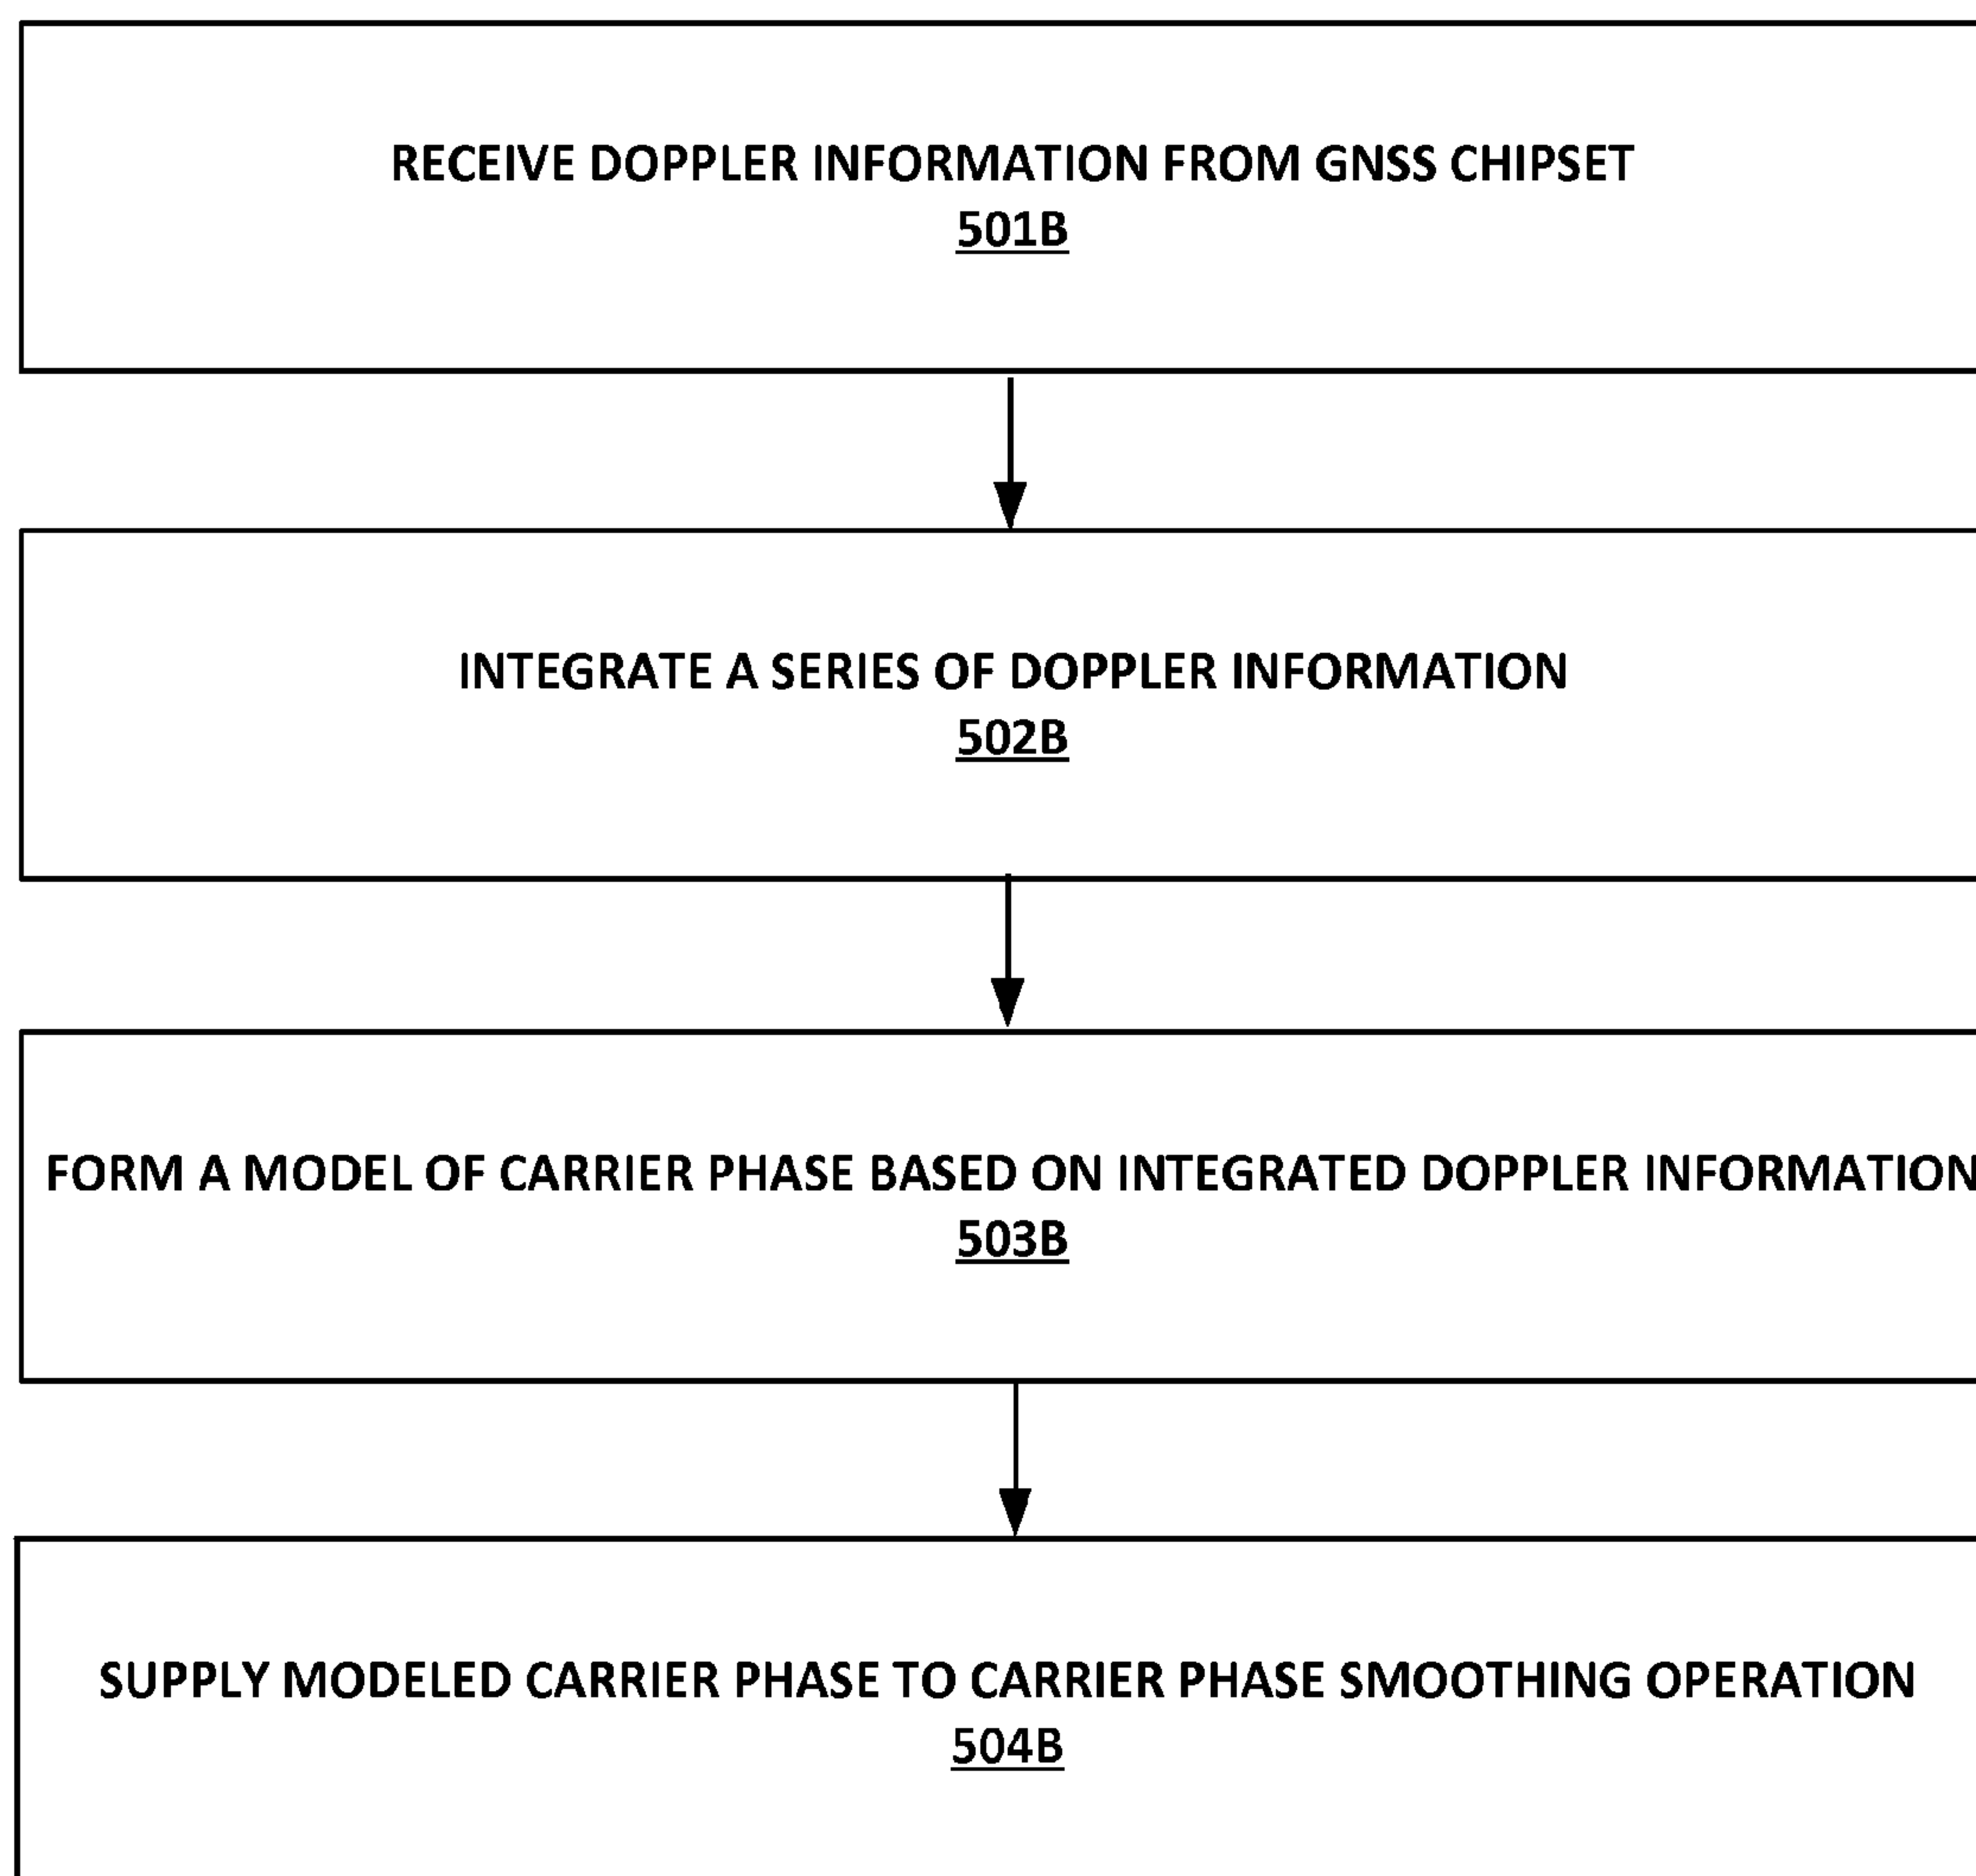 RECEIVE DOPPLER INFORMATION FROM GNSS CHIPSET
501B
INTEGRATE A SERIES OF DOPPLER INFORMATION
502B
FORM A MODEL OF CARRIER PHASE BASED ON INTEGRATED DOPPLER INFORMATION
503B
SUPPLY MODELED CARRIER PHASE TO CARRIER PHASE SMOOTHING OPERATION
504B